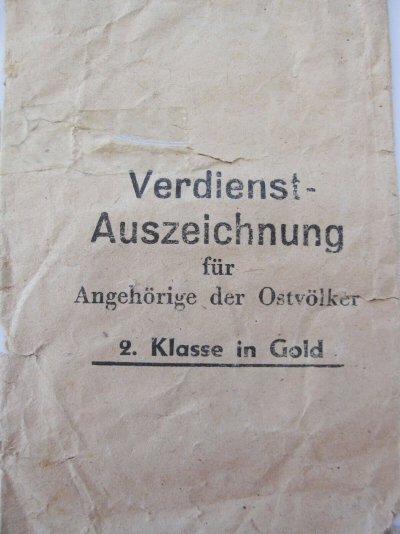 Verdienst-
Auszeichnung
für
Angehörige der Ostvölker
2. Klasse in Gold